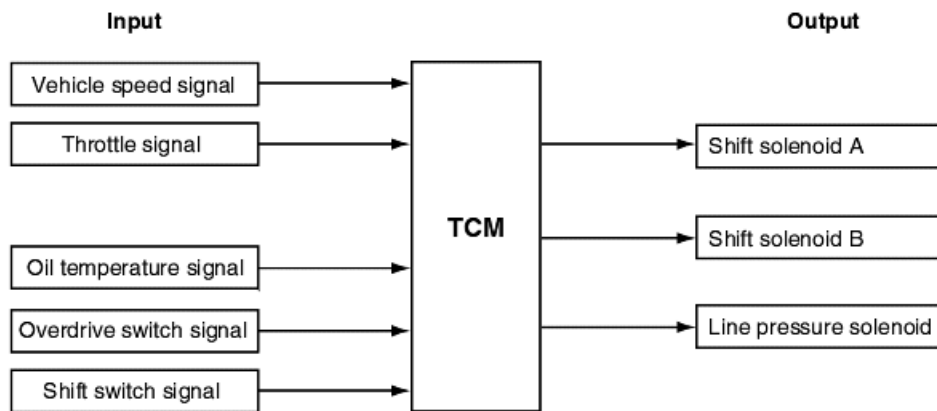 Input
Output
Vehicle speed signal
Throttle signal
Oil temperature signal
Overdrive switch signal
Shift switch signal
TCM
Shift solenoid A
Shift solenoid B
Line pressure solenoid